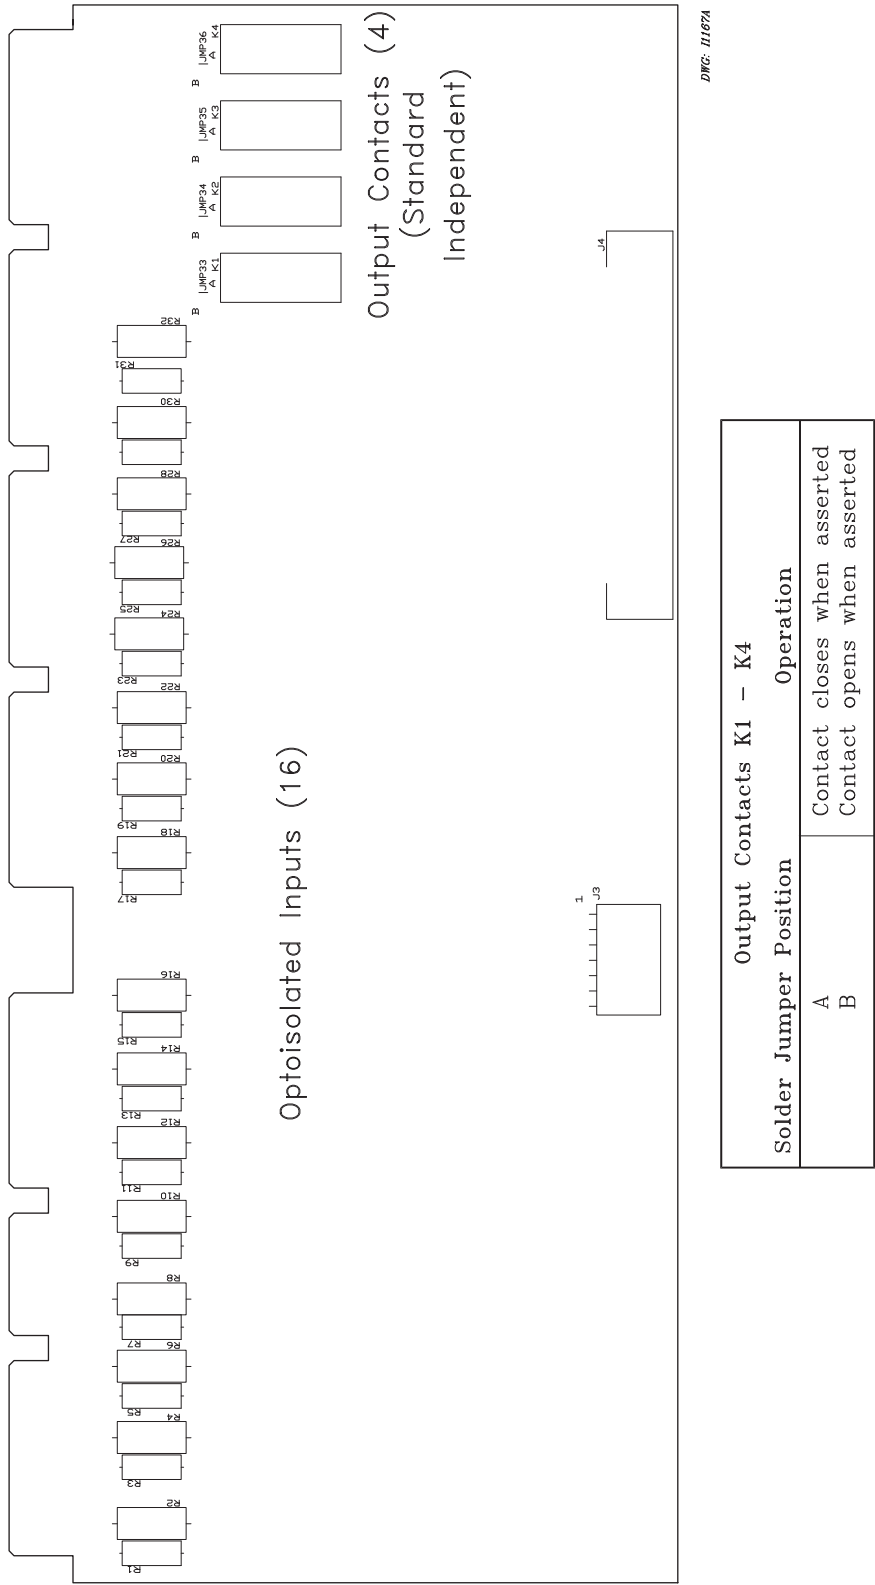 JMP36
A K4
B
JMP35
A K3
B
JMP34
A K2
B
JMP33
A K1
B
Output Contacts (4)
(Standard
Independent)
R32
R31
R30
R28
R27
R26
R25
R24
R23
R22
R21
R20
R19
R18
R17
R16
R15
R14
R13
R12
R11
R10
R9
R8
R7
R6
R5
R4
R3
R2
R1
Optoisolated Inputs (16)
J4
1
J3
DWG: I1167A
Output Contacts K1 – K4
Solder Jumper Position Operation
A Contact closes when asserted
B Contact opens when asserted